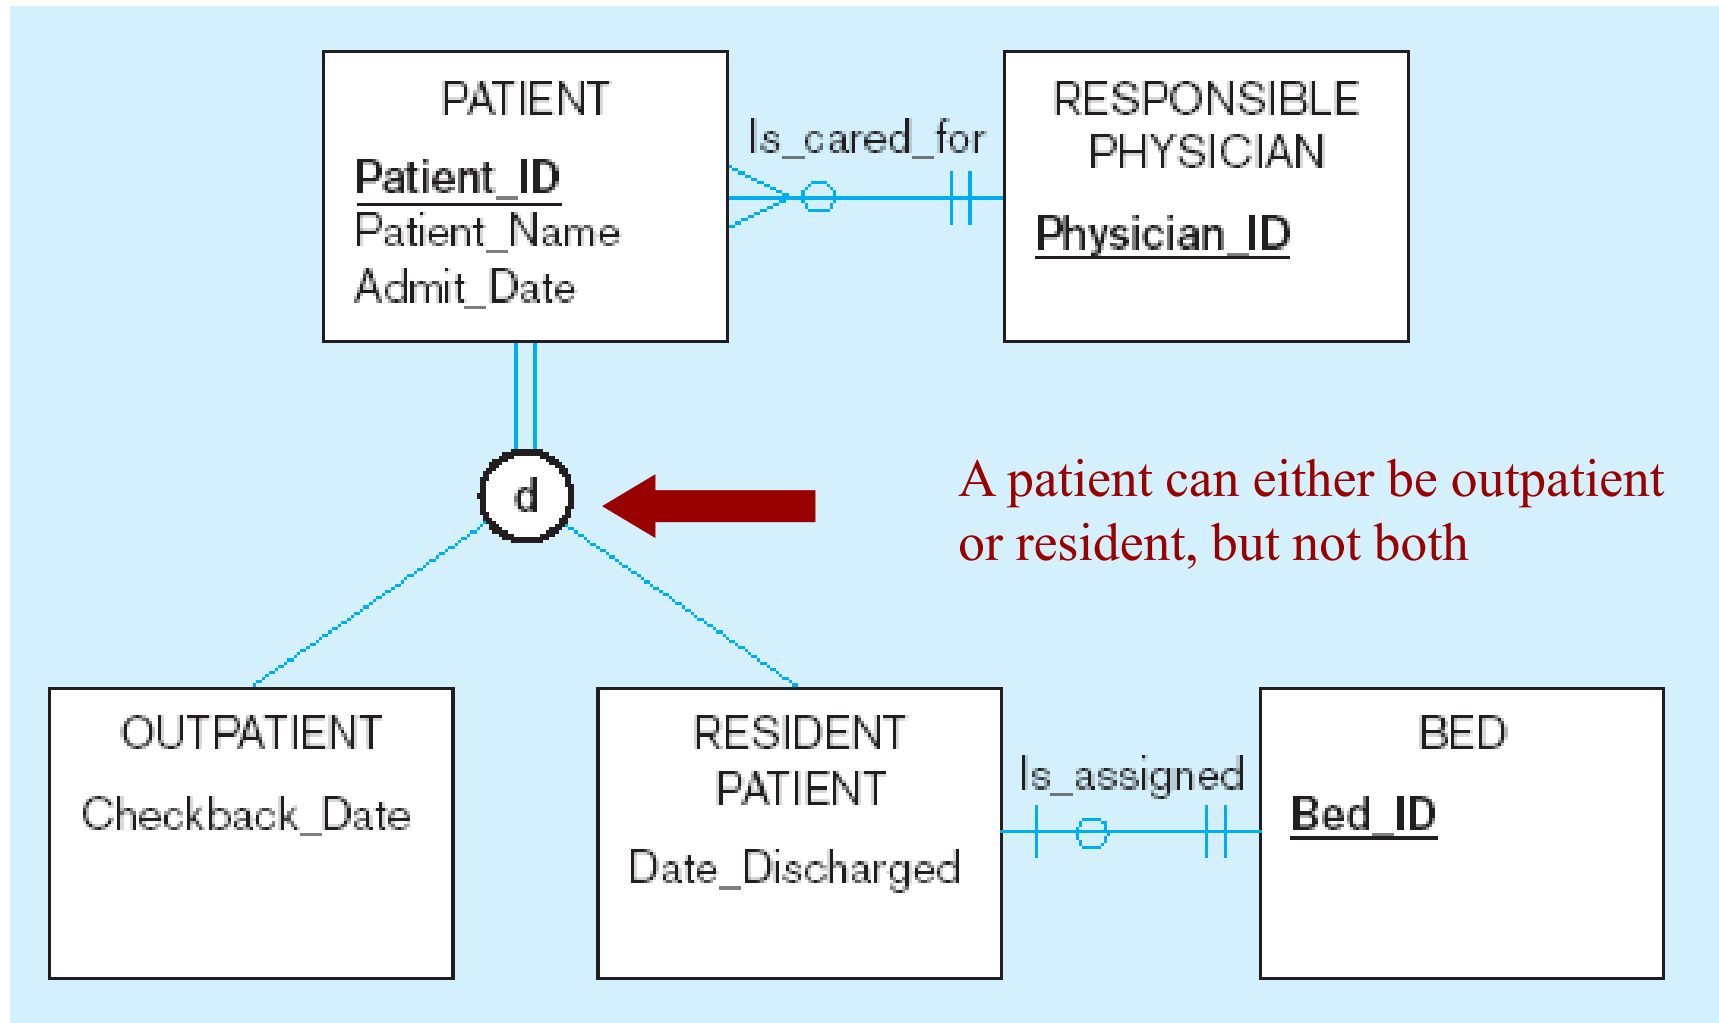 PATIENT
Patient_ID
Patient_Name
Admit_Date
Is_cared_for
RESPONSIBLE
PHYSICIAN
Physician_ID
d
A patient can either be outpatient
or resident, but not both
OUTPATIENT
Checkback_Date
RESIDENT
PATIENT
Date_Discharged
Is_assigned
BED
Bed_ID